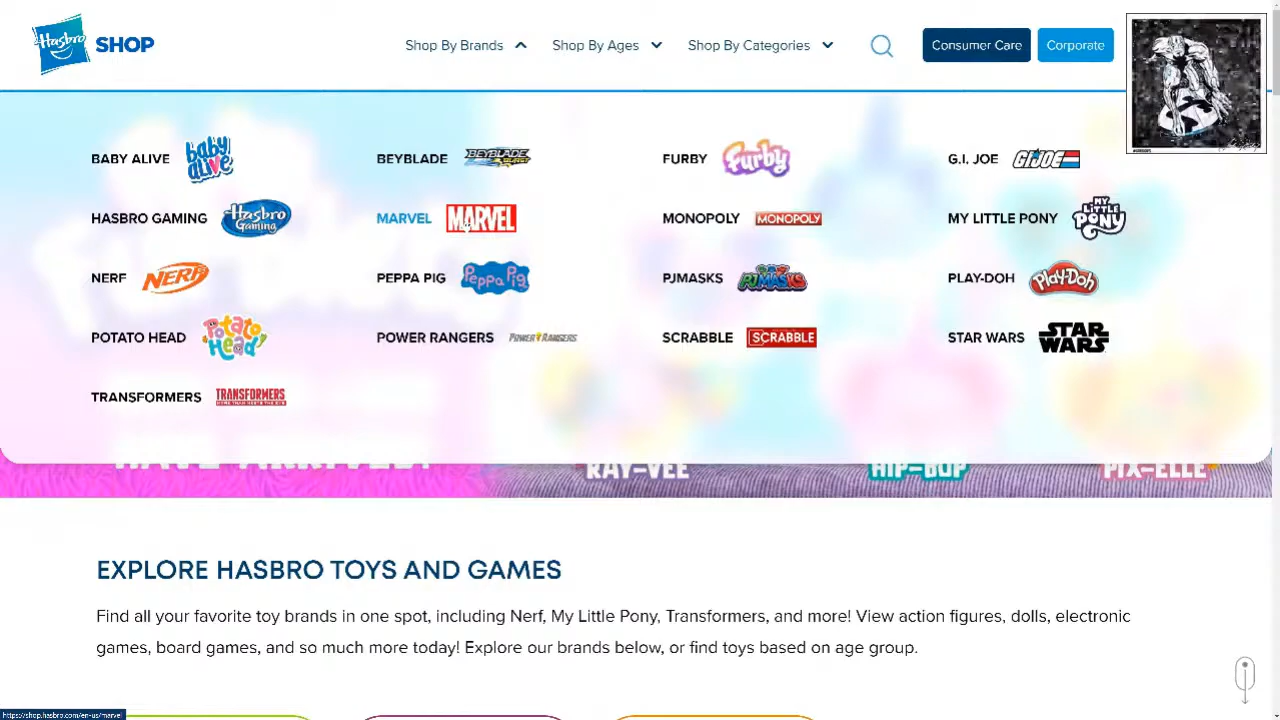 Hasbro SHOP
Shop By Brands
Shop By Ages
Shop By Categories
Consumer Care
Corporate
BABY ALIVE baby alive
BEYBLADE BEYBLADE BURST
FURBY Furby
G.I. JOE GIJOE
HASBRO GAMING Hasbro Gaming
MARVEL MARVEL
MONOPOLY MONOPOLY
MY LITTLE PONY MY LITTLE PONY
NERF NERF
PEPPA PIG Peppa Pig
PJMASKS PJMASKS
PLAY-DOH Play-Doh
POTATO HEAD Potato Head
POWER RANGERS POWER RANGERS
SCRABBLE SCRABBLE
STAR WARS STAR WARS
TRANSFORMERS TRANSFORMERS
RAY-VEE
HIP-BOP
PIX-ELLE
EXPLORE HASBRO TOYS AND GAMES
Find all your favorite toy brands in one spot, including Nerf, My Little Pony, Transformers, and more! View action figures, dolls, electronic
games, board games, and so much more today! Explore our brands below, or find toys based on age group.
https://shop.hasbro.com/en-us/marvel